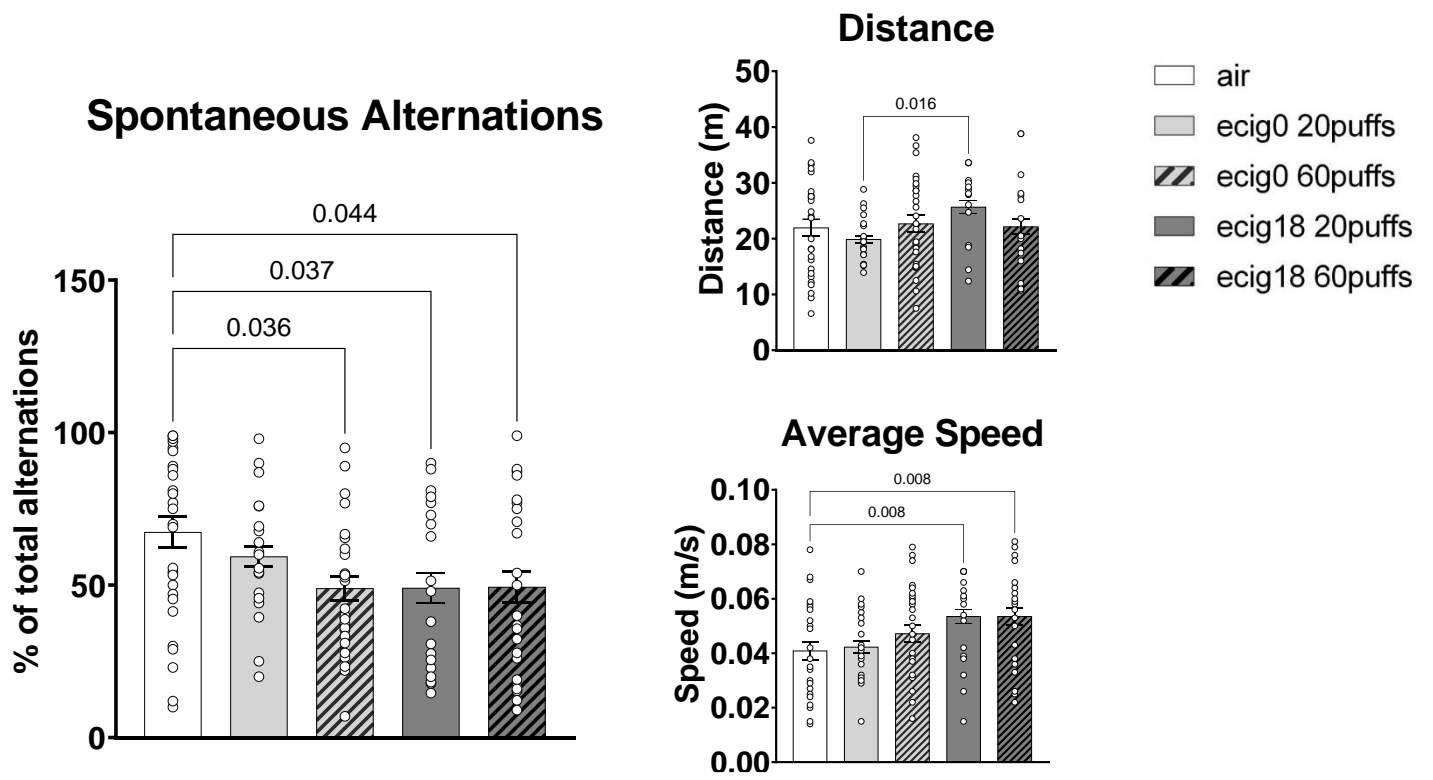 Spontaneous Alternations
% of total alternations
150
100
50
0
0.044
0.037
0.036
Distance
Distance (m)
50
40
30
20
10
0
0.016
Average Speed
Speed (m/s)
0.10
0.08
0.06
0.04
0.02
0.00
0.008
0.008
air
ecig0 20puffs
ecig0 60puffs
ecig18 20puffs
ecig18 60puffs